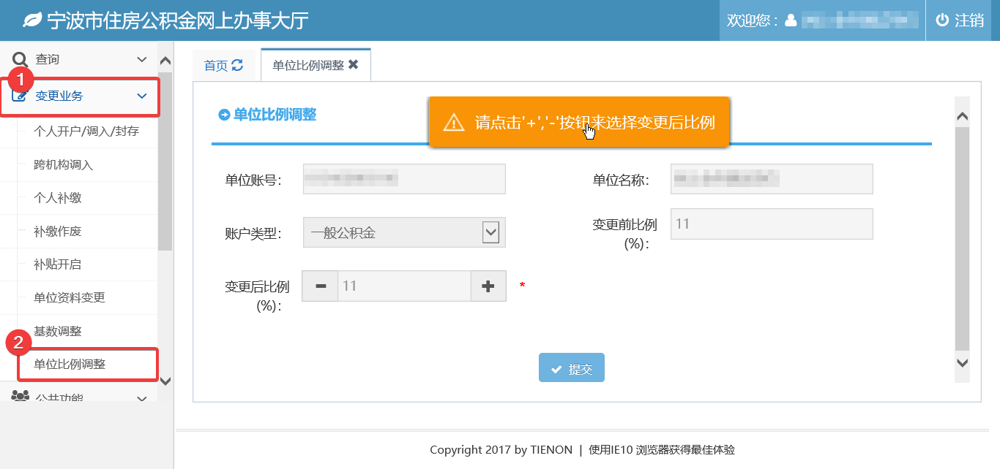 宁波市住房公积金网上办事大厅
欢迎您：
注销
查询
1
变更业务
个人开户/调入/封存
跨机构调入
个人补缴
补缴作废
补贴开启
单位资料变更
基数调整
2
单位比例调整
公共功能
首页
单位比例调整
单位比例调整
请点击'+','-'按钮来选择变更后比例
单位账号：
单位名称：
账户类型：
一般公积金
变更前比例
(%)：
11
变更后比例
(%)：
11
*
提交
Copyright 2017 by TIENON | 使用IE10 浏览器获得最佳体验